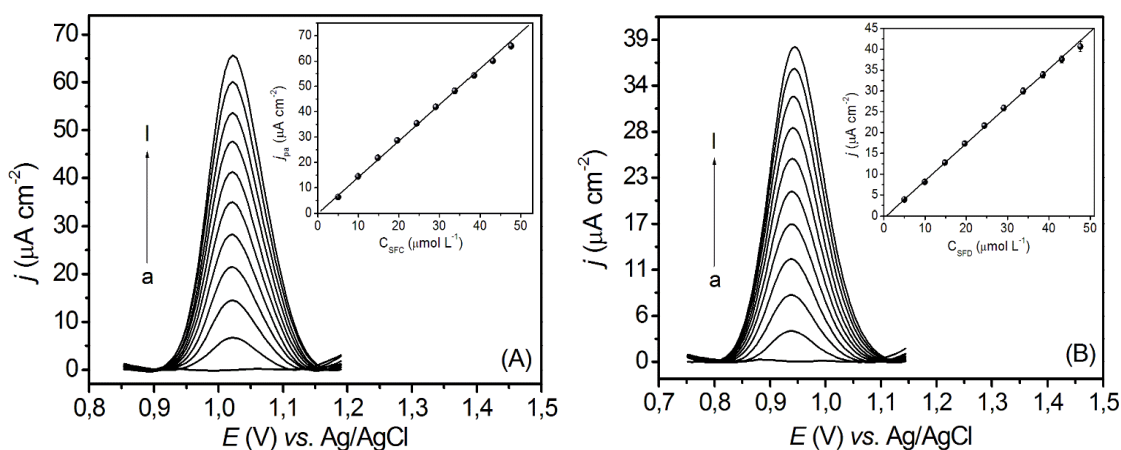 70
60
50
40
30
20
10
0
0,8 0,9 1,0 1,1 1,2 1,3 1,4 1,5
j (μA cm⁻²)
E (V) vs. Ag/AgCl
l
a
(A)
75
70
60
50
40
30
20
10
0
0 10 20 30 40 50
j_pa (μA cm⁻²)
C_SFC (μmol L⁻¹)
39
34
28
23
17
11
6
0
0,7 0,8 0,9 1,0 1,1 1,2 1,3 1,4 1,5
j (μA cm⁻²)
E (V) vs. Ag/AgCl
l
a
(B)
45
40
35
30
25
20
15
10
5
0
0 10 20 30 40 50
j (μA cm⁻²)
C_SFD (μmol L⁻¹)